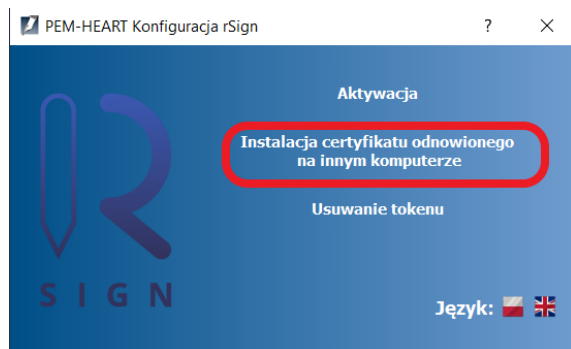 PEM-HEART Konfiguracja rSign
?
Aktywacja
Instalacja certyfikatu odnowionego
na innym komputerze
Usuwanie tokenu
R
SIGN
Język: